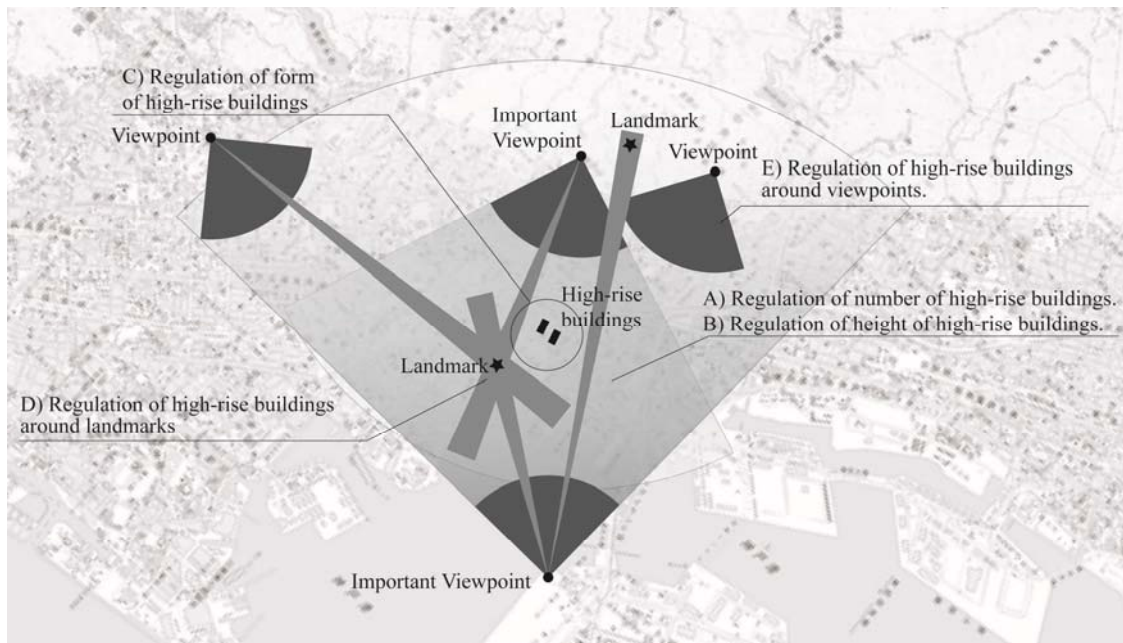 C) Regulation of form
of high-rise buildings
Viewpoint
Important
Viewpoint
Landmark
Viewpoint
E) Regulation of high-rise buildings
around viewpoints.
High-rise
buildings
A) Regulation of number of high-rise buildings.
B) Regulation of height of high-rise buildings.
Landmark
D) Regulation of high-rise buildings
around landmarks
Important Viewpoint